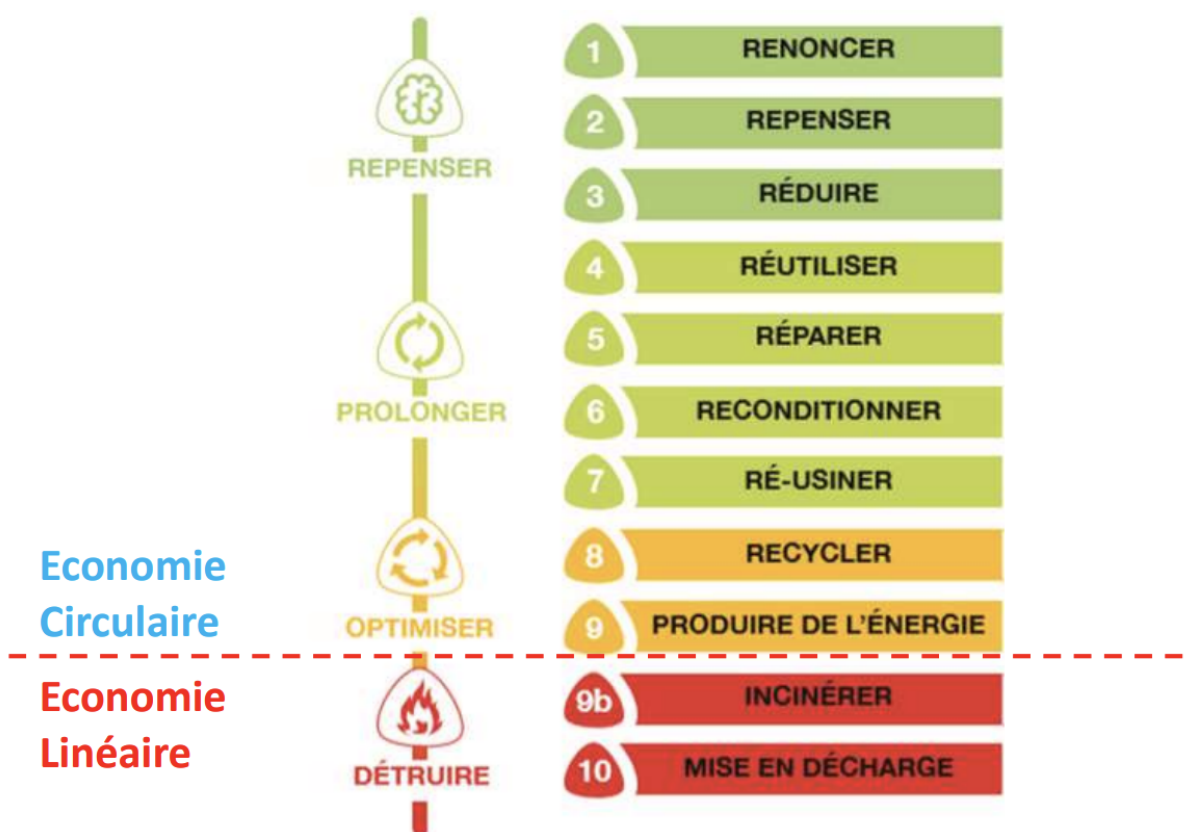 1 RENONCER
2 REPENSER
REPENSER
3 RÉDUIRE
4 RÉUTILISER
5 RÉPARER
PROLONGER
6 RECONDITIONNER
7 RÉ-USINER
8 RECYCLER
Economie
Circulaire
OPTIMISER
9 PRODUIRE DE L'ÉNERGIE
Economie
Linéaire
9b INCINÉRER
DÉTRUIRE
10 MISE EN DÉCHARGE